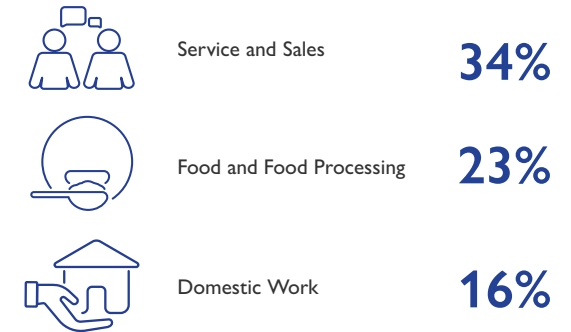 Service and Sales
34%
Food and Food Processing
23%
Domestic Work
16%